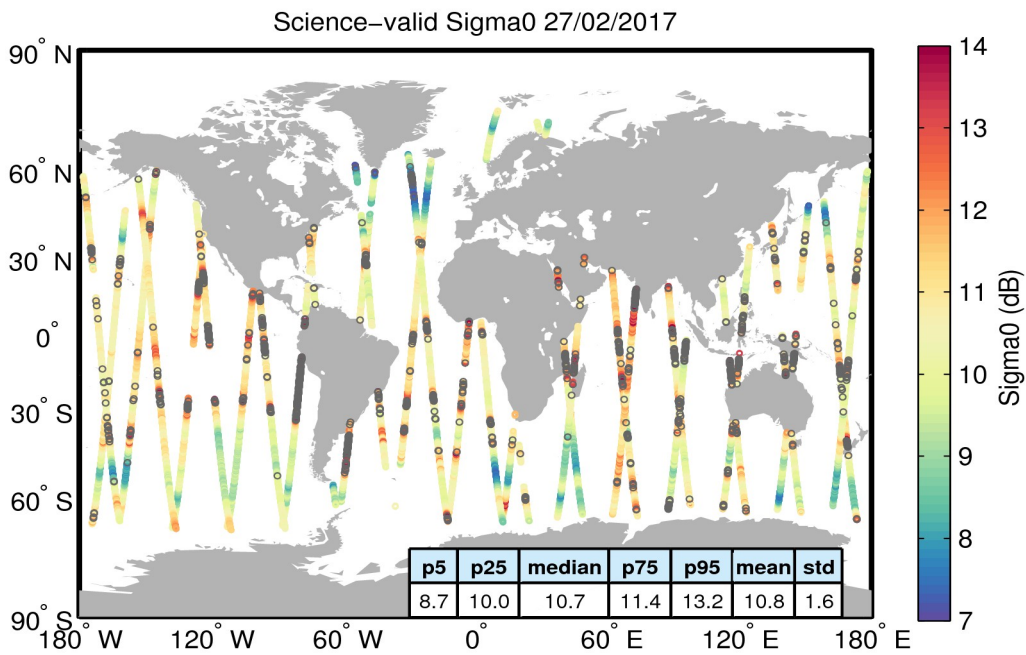 Science−valid Sigma0 27/02/2017
90° N
60° N
30° N
0°
30° S
60° S
90° S
180° W
120° W
60° W
0°
60° E
120° E
180° E
14
13
12
11
10
9
8
7
Sigma0 (dB)
p5 p25 median p75 p95 mean std
8.7 10.0 10.7 11.4 13.2 10.8 1.6